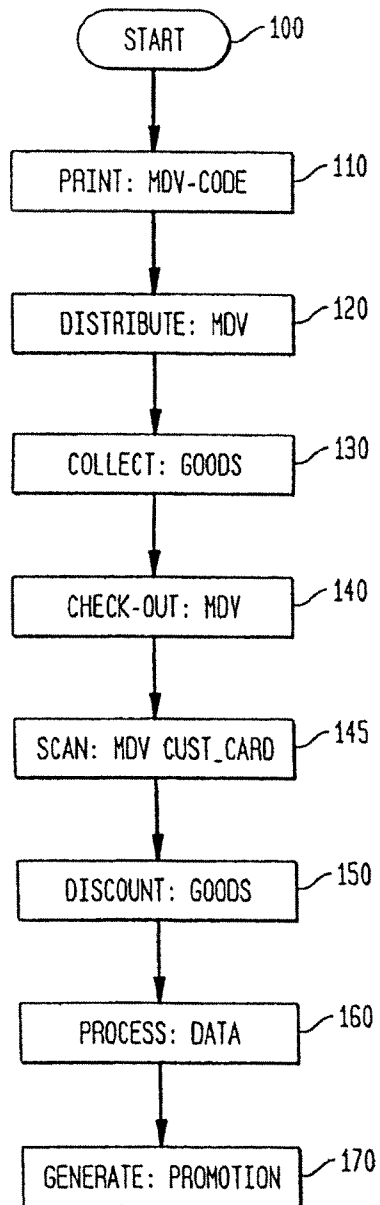 START 100
PRINT: MDV-CODE 110
DISTRIBUTE: MDV 120
COLLECT: GOODS 130
CHECK-OUT: MDV 140
SCAN: MDV CUST_CARD 145
DISCOUNT: GOODS 150
PROCESS: DATA 160
GENERATE: PROMOTION 170